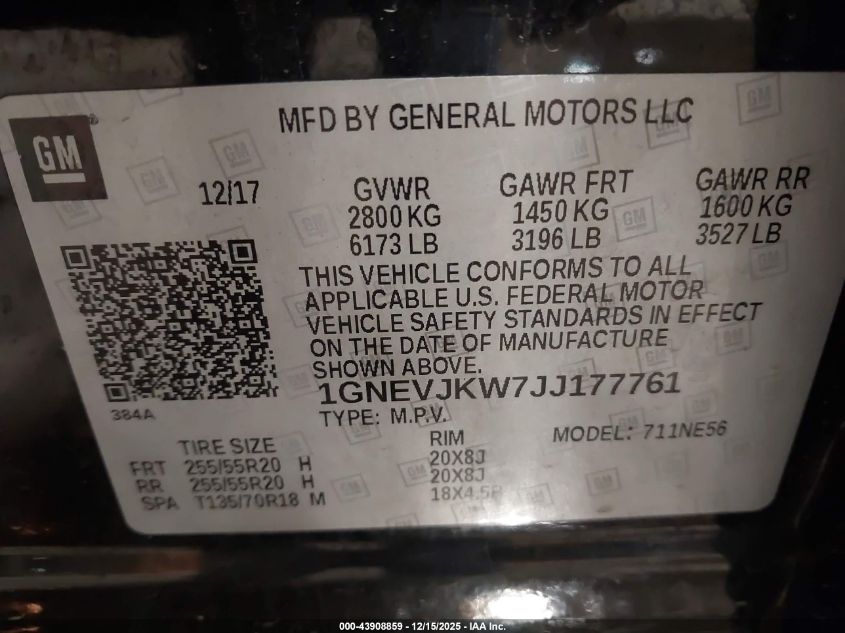 GM
MFD BY GENERAL MOTORS LLC
12/17
GVWR GAWR FRT GAWR RR
2800 KG 1450 KG 1600 KG
6173 LB 3196 LB 3527 LB
THIS VEHICLE CONFORMS TO ALL
APPLICABLE U.S. FEDERAL MOTOR
VEHICLE SAFETY STANDARDS IN EFFECT
ON THE DATE OF MANUFACTURE
SHOWN ABOVE.
1GNEVJKW7JJ177761
384A
TYPE: M.P.V.
MODEL: 711NE56
TIRE SIZE RIM
FRT 255/55R20 H 20X8J
RR 255/55R20 H 20X8J
SPA T135/70R18 M
000-43908859 - 12/15/2025 - IAA Inc.